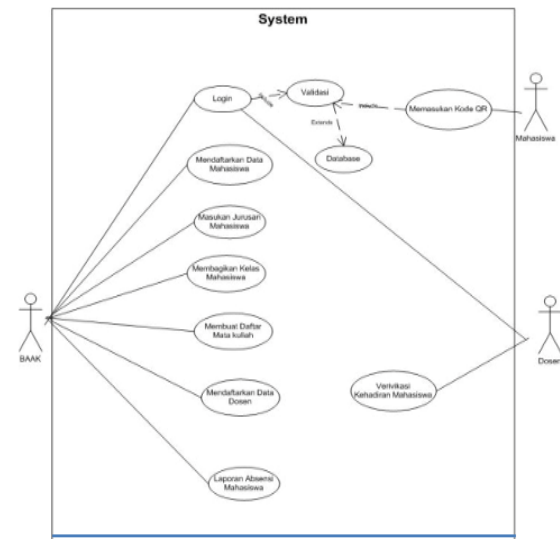 System
Login
Validasi
Memasukan Kode QR
Mahasiswa
Extends
Database
Mendaftarkan Data
Mahasiswa
Masukan Jurusan
Mahasiswa
Membagikan Kelas
Mahasiswa
Membuat Daftar
Mata kuliah
BAAK
Dosen
Mendaftarkan Data
Dosen
Verivikasi
Kehadiran Mahasiswa
Laporan Absensi
Mahasiswa